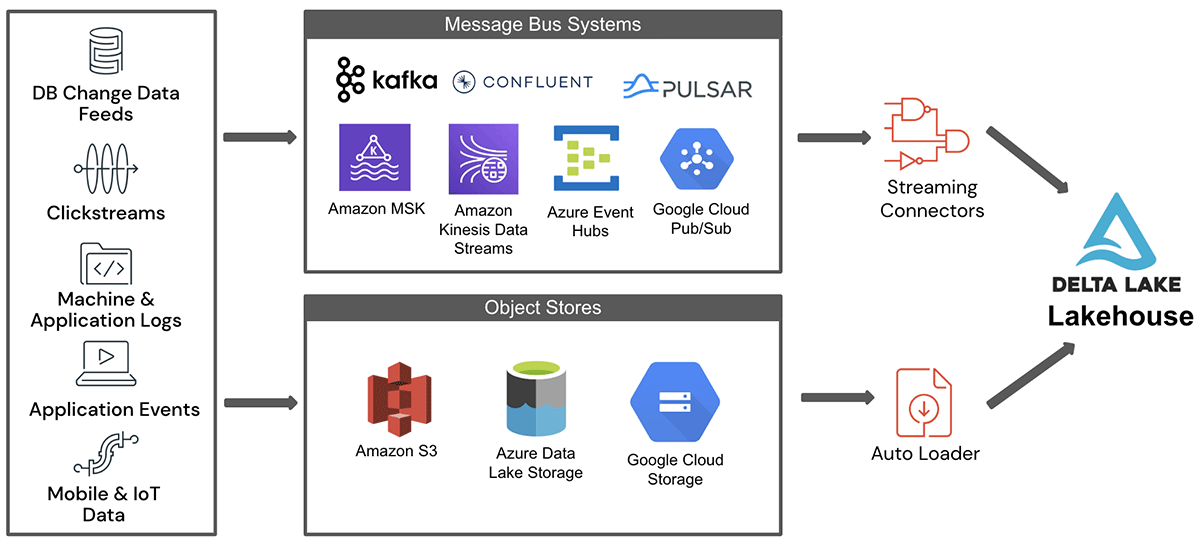 DB Change Data
Feeds
Clickstreams
Machine &
Application Logs
Application Events
Mobile & IoT
Data
Message Bus Systems
kafka
CONFLUENT
PULSAR
K
Amazon MSK
Amazon
Kinesis Data
Streams
Azure Event
Hubs
Google Cloud
Pub/Sub
Object Stores
Amazon S3
Azure Data
Lake Storage
Google Cloud
Storage
Streaming
Connectors
Auto Loader
DELTA LAKE
Lakehouse